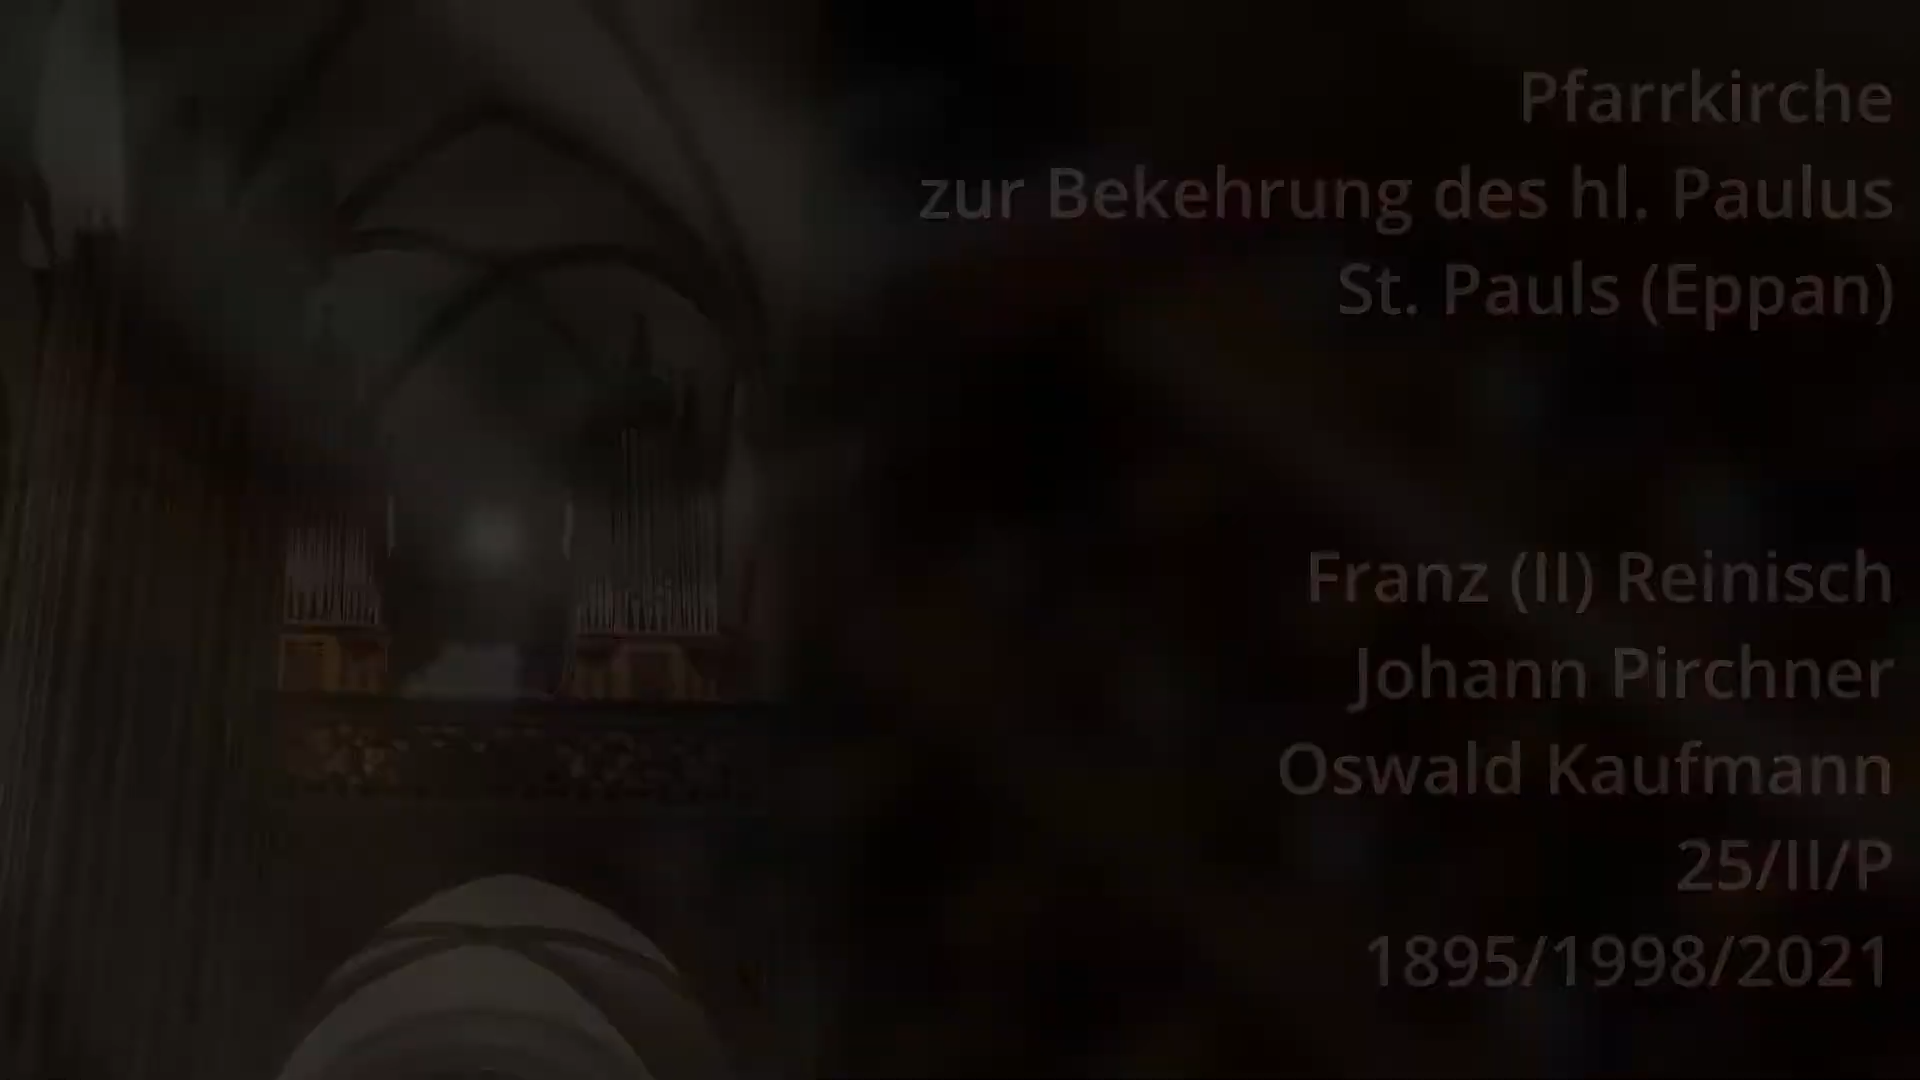 Pfarrkirche
zur Bekehrung des hl. Paulus
St. Pauls (Eppan)
Franz (II) Reinisch
Johann Pirchner
Oswald Kaufmann
25/II/P
1895/1998/2021